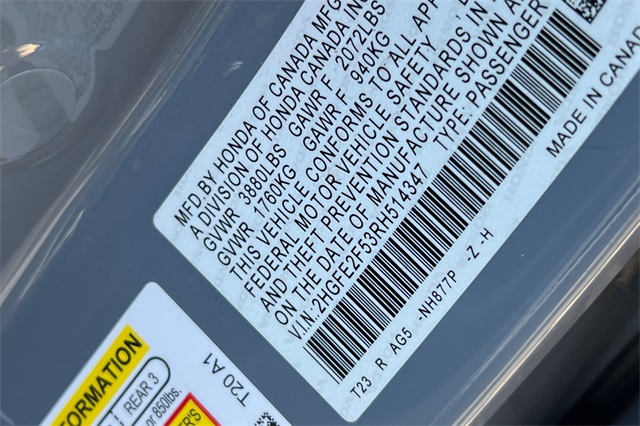 MFD BY HONDA OF CANADA MFG
A DIVISION OF HONDA CANADA INC
GVWR 3880LBS GAWR F 2072LBS
GVWR 1760KG GAWR F 940KG
THIS VEHICLE CONFORMS TO ALL APP
FEDERAL MOTOR VEHICLE SAFETY
AND THEFT PREVENTION STANDARDS IN
ON THE DATE OF MANUFACTURE SHOWN A
V.I.N: 2HGFE2F53RH514347 TYPE: PASSENGER
T23 R AG5 -NH877P -Z -H
MADE IN CANA
FORMATION
REAR 3
or 850lbs.
T20 A1